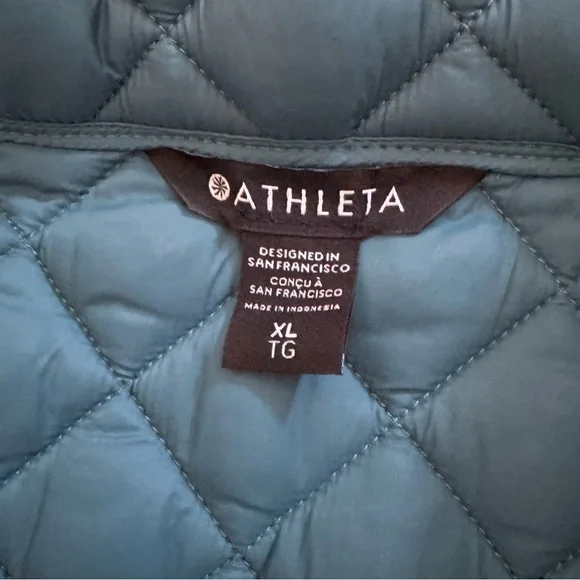 ATHLETA
DESIGNED IN
SAN FRANCISCO
CONÇU À
SAN FRANCISCO
MADE IN INDONESIA
XL
TG